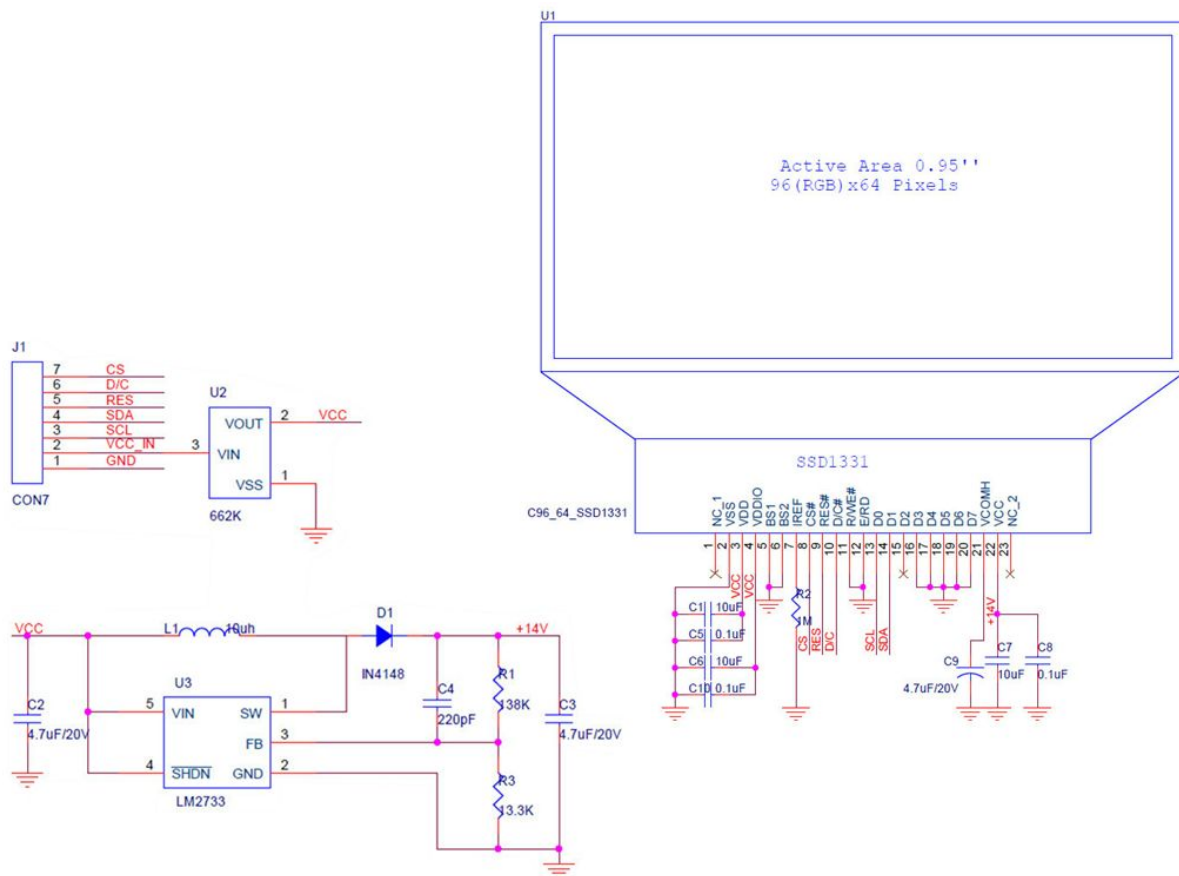 U1
Active Area 0.95''
96(RGB)x64 Pixels
SSD1331
C96_64_SSD1331
NC_1
VSS
VDD
VDDIO
BS1
BS2
IREF
CS#
RES#
D/C#
R/WE#
E/RD
D0
D1
D2
D3
D4
D5
D6
D7
VCOMH
VCC
NC_2
1
2
3
4
5
6
7
8
9
10
11
12
13
14
15
16
17
18
19
20
21
22
23
VCC
VCC
CS
RES
D/C
SCL
SDA
+14V
C1 10uF
C5 0.1uF
C6 10uF
C10 0.1uF
R2
1M
C9
4.7uF/20V
C7
10uF
C8
0.1uF
J1
7 CS
6 D/C
5 RES
4 SDA
3 SCL
2 VCC_IN
1 GND
CON7
U2
VOUT 2 VCC
3 VIN
VSS 1
662K
VCC
L1 10uh
D1
IN4148
+14V
U3
5 VIN
SW 1
FB 3
4 SHDN
GND 2
LM2733
C2
4.7uF/20V
C4
220pF
R1
138K
C3
4.7uF/20V
R3
13.3K